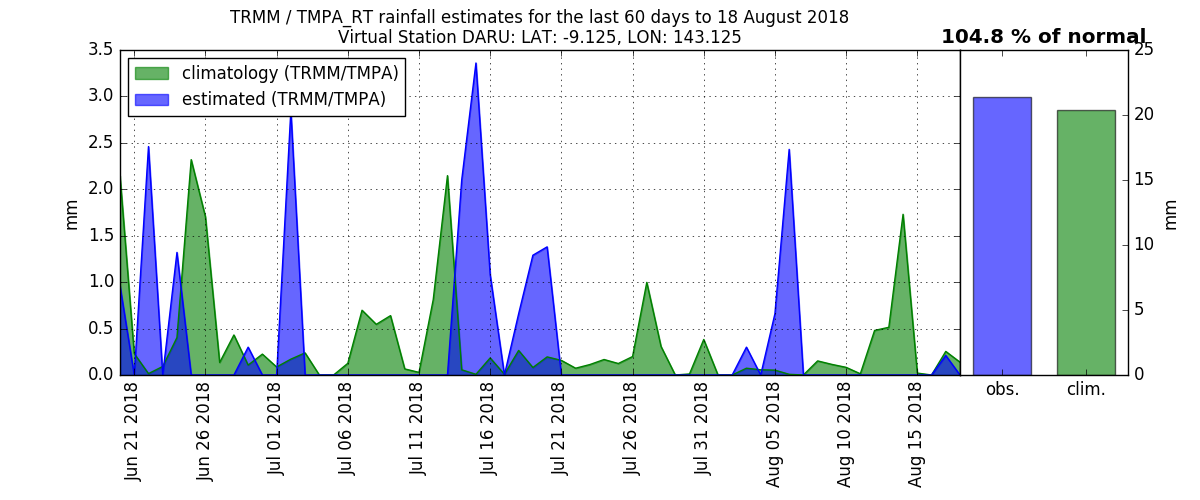 TRMM / TMPA_RT rainfall estimates for the last 60 days to 18 August 2018
Virtual Station DARU: LAT: -9.125, LON: 143.125
104.8 % of normal
climatology (TRMM/TMPA)
estimated (TRMM/TMPA)
3.5
3.0
2.5
2.0
1.5
1.0
0.5
0.0
mm
Jun 21 2018
Jun 26 2018
Jul 01 2018
Jul 06 2018
Jul 11 2018
Jul 16 2018
Jul 21 2018
Jul 26 2018
Jul 31 2018
Aug 05 2018
Aug 10 2018
Aug 15 2018
obs.
clim.
25
20
15
10
5
0
mm